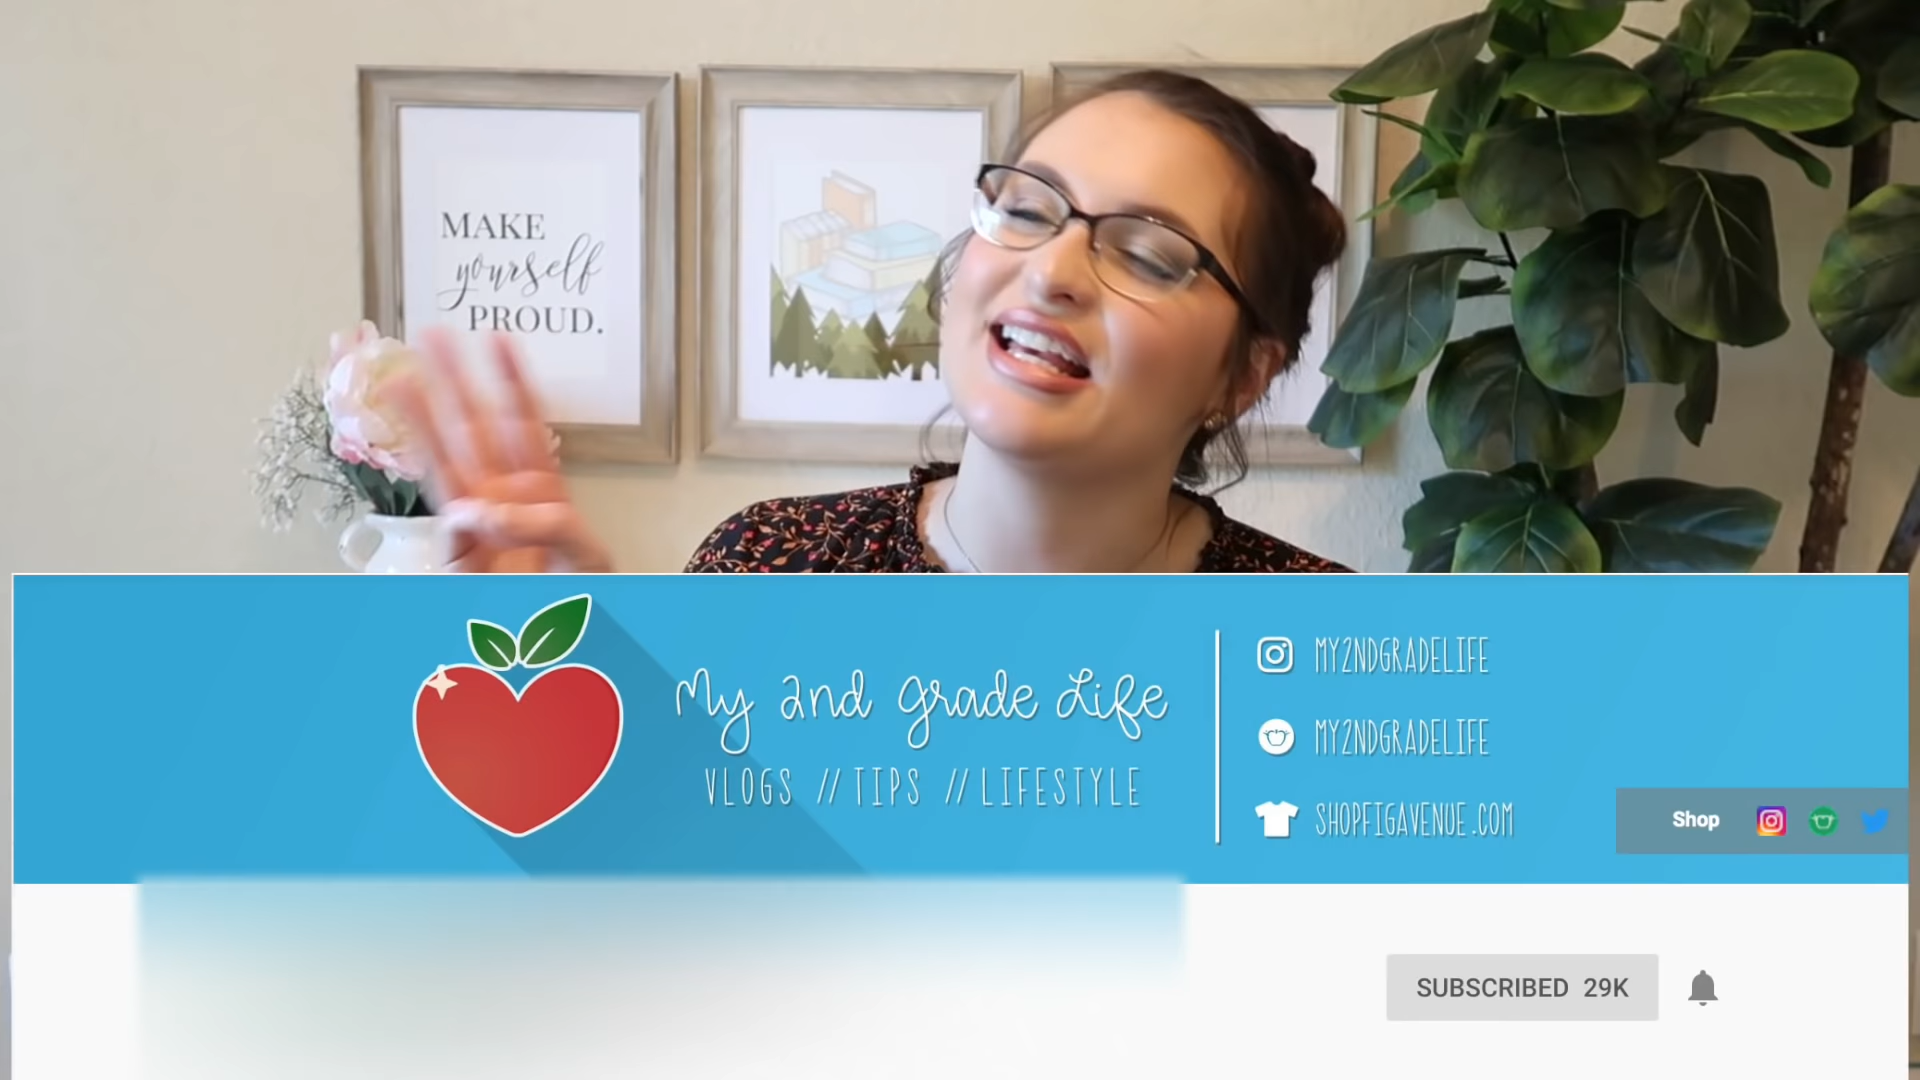 MAKE
yourself
PROUD.
My 2nd Grade Life
VLOGS // TIPS // LIFESTYLE
MY2NDGRADELIFE
MY2NDGRADELIFE
SHOPFIGAVENUE.COM
Shop
SUBSCRIBED 29K